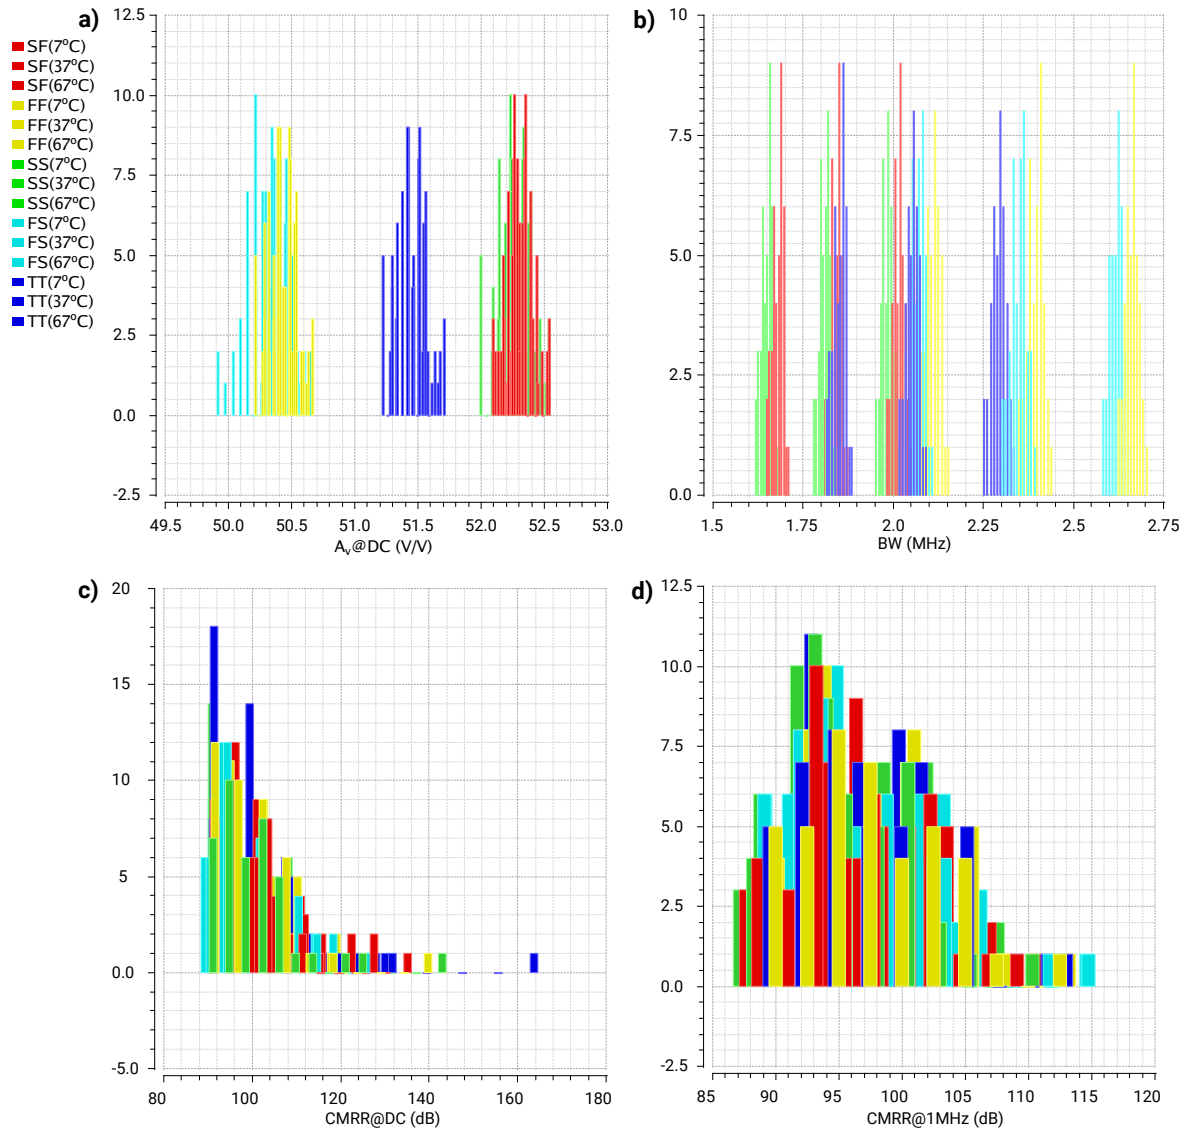 a)
12.5
10.0
7.5
5.0
2.5
0.0
-2.5
49.5 50.0 50.5 51.0 51.5 52.0 52.5 53.0
Av@DC (V/V)
SF(7ºC)
SF(37ºC)
SF(67ºC)
FF(7ºC)
FF(37ºC)
FF(67ºC)
SS(7ºC)
SS(37ºC)
SS(67ºC)
FS(7ºC)
FS(37ºC)
FS(67ºC)
TT(7ºC)
TT(37ºC)
TT(67ºC)
b)
10
7.5
5.0
2.5
0.0
1.5 1.75 2.0 2.25 2.5 2.75
BW (MHz)
c)
20
15
10
5
0.0
-5.0
80 100 120 140 160 180
CMRR@DC (dB)
d)
12.5
10.0
7.5
5.0
2.5
0.0
-2.5
85 90 95 100 105 110 115 120
CMRR@1MHz (dB)